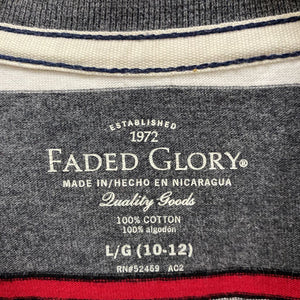 ESTABLISHED
1972
FADED GLORY®
MADE IN/HECHO EN NICARAGUA
Quality Goods
100% COTTON
100% algodón
L/G (10-12)
RN#52469 AC2